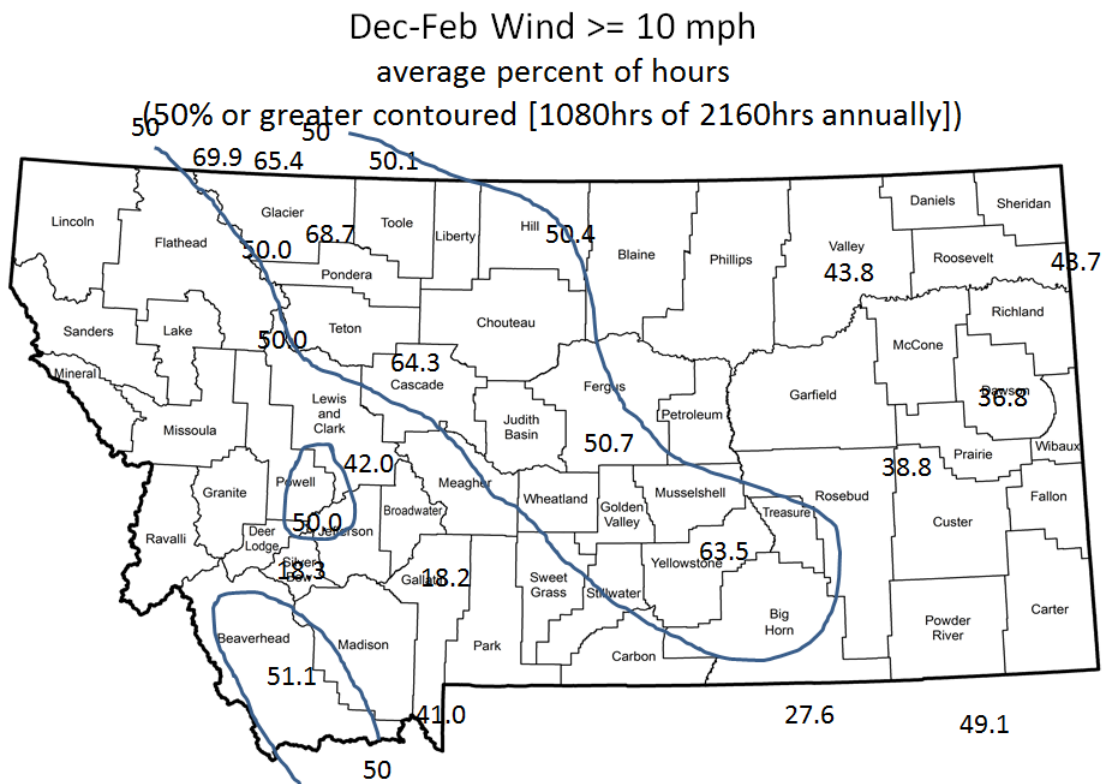 Dec-Feb Wind >= 10 mph
average percent of hours
(50% or greater contoured [1080hrs of 2160hrs annually])
50
50
69.9
65.4
50.1
Lincoln
Flathead
Glacier
68.7
50.0
Toole
Liberty
Hill
50.4
Blaine
Phillips
Valley
43.8
Daniels
Sheridan
Roosevelt
43.7
Pondera
Richland
Sanders
Lake
50.0
Teton
Chouteau
McCone
64.3
Cascade
Mineral
Fergus
Garfield
Dawson
36.8
Lewis
and
Clark
Judith
Basin
Petroleum
Missoula
50.7
Wibaux
Prairie
38.8
42.0
Powell
Granite
Meagher
Wheatland
Musselshell
Golden
Valley
Rosebud
Treasure
Fallon
Custer
Broadwater
50.0
Jefferson
Ravalli
Deer
Lodge
Silver
Bow
18.3
Gallatin
18.2
Sweet
Grass
Stillwater
Yellowstone
63.5
Big
Horn
Carter
Powder
River
Beaverhead
Madison
Park
Carbon
51.1
41.0
27.6
49.1
50